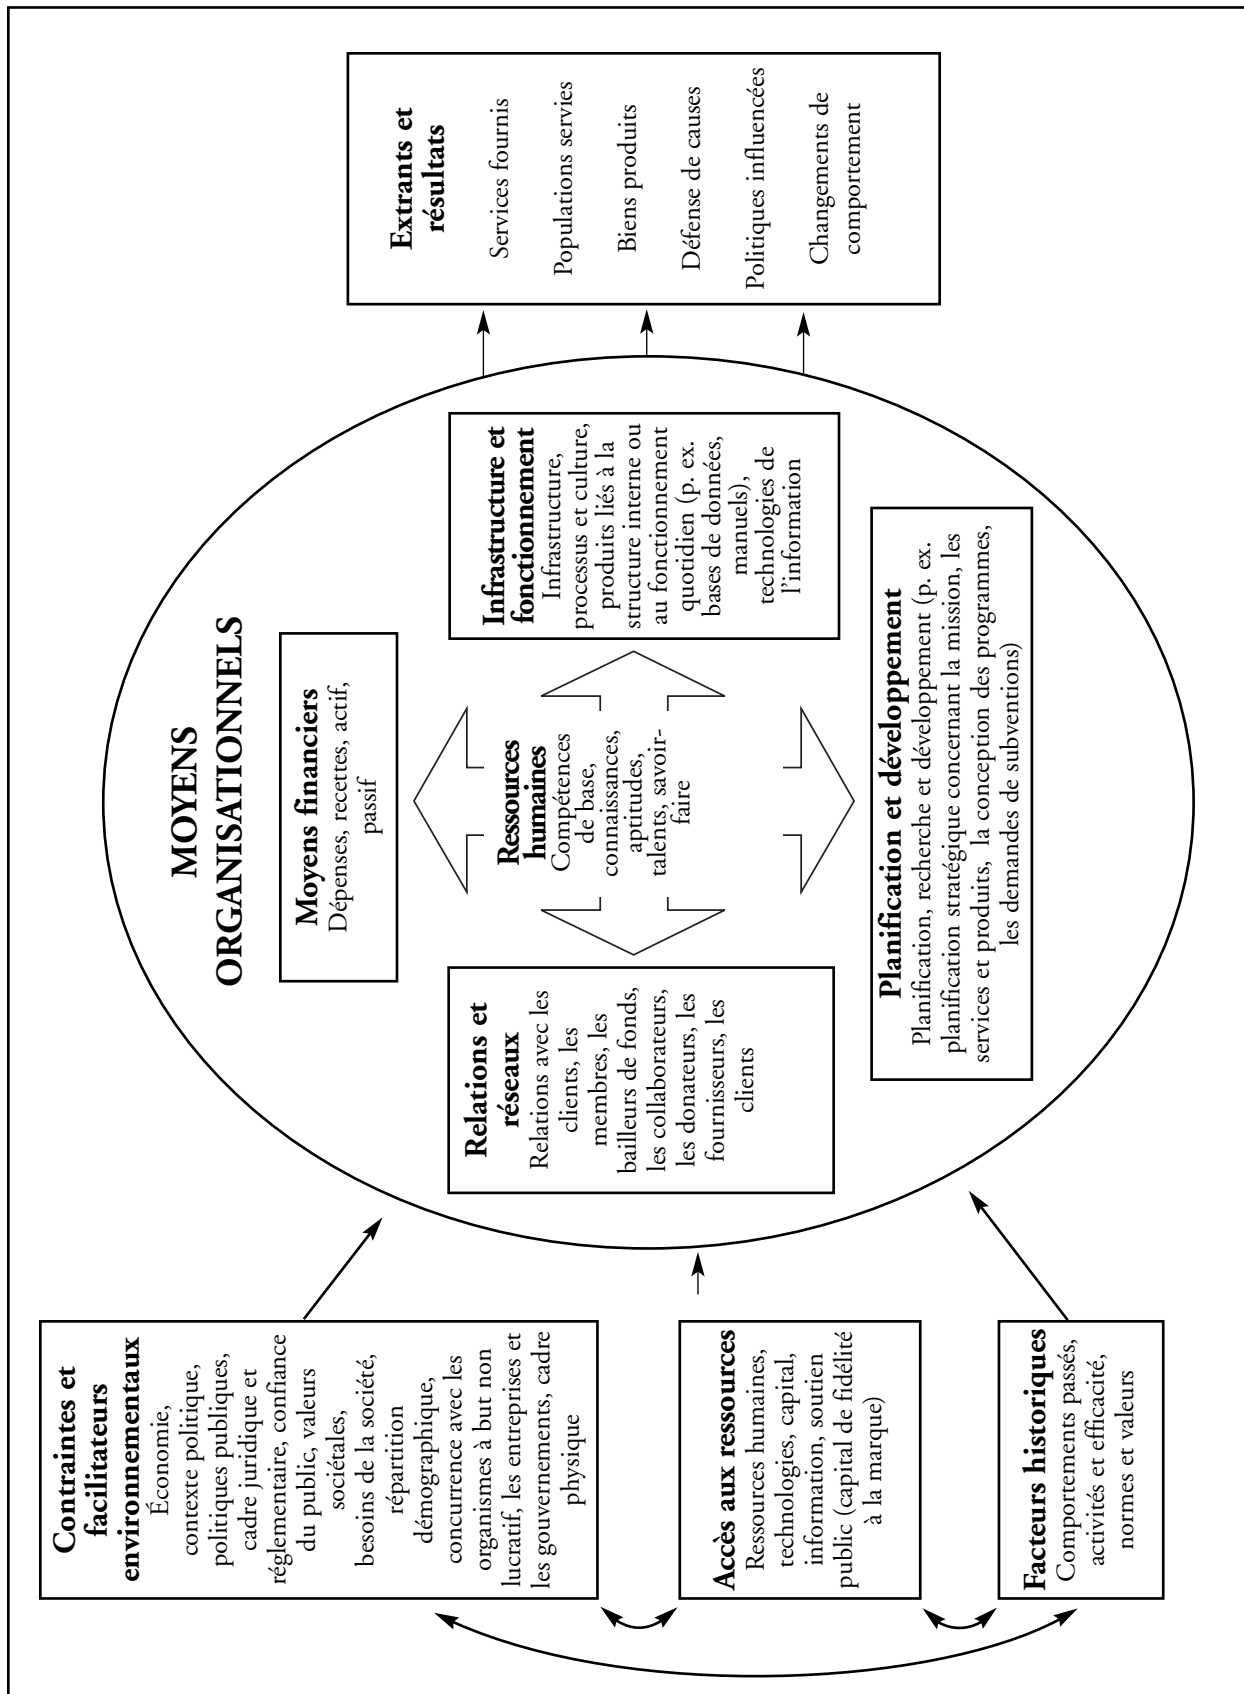 Contraintes et
facilitateurs
environnementaux
Économie,
contexte politique,
politiques publiques,
cadre juridique et
réglementaire, confiance
du public, valeurs
sociétales,
besoins de la société,
répartition
démographique,
concurrence avec les
organismes à but non
lucratif, les entreprises et
les gouvernements, cadre
physique
Accès aux ressources
Ressources humaines,
technologies, capital,
information, soutien
public (capital de fidélité
à la marque)
Facteurs historiques
Comportements passés,
activités et efficacité,
normes et valeurs
MOYENS
ORGANISATIONNELS
Moyens financiers
Dépenses, recettes, actif,
passif
Relations et
réseaux
Relations avec les
clients, les
membres, les
bailleurs de fonds,
les collaborateurs,
les donateurs, les
fournisseurs, les
clients
Ressources
humaines
Compétences
de base,
connaissances,
aptitudes,
talents, savoir-
faire
Infrastructure et
fonctionnement
Infrastructure,
processus et culture,
produits liés à la
structure interne ou
au fonctionnement
quotidien (p. ex.
bases de données,
manuels),
technologies de
l'information
Planification et développement
Planification, recherche et développement (p. ex.
planification stratégique concernant la mission, les
services et produits, la conception des programmes,
les demandes de subventions)
Extrants et
résultats
Services fournis
Populations servies
Biens produits
Défense de causes
Politiques influencées
Changements de
comportement